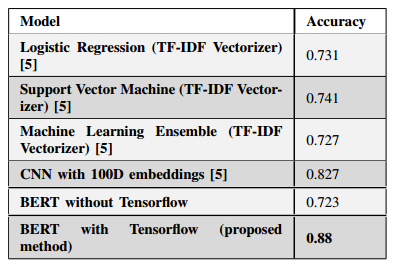 Model Accuracy
Logistic Regression (TF-IDF Vectorizer)
[5] 0.731
Support Vector Machine (TF-IDF Vector-
izer) [5] 0.741
Machine Learning Ensemble (TF-IDF
Vectorizer) [5] 0.727
CNN with 100D embeddings [5] 0.827
BERT without Tensorflow 0.723
BERT with Tensorflow (proposed
method) 0.88